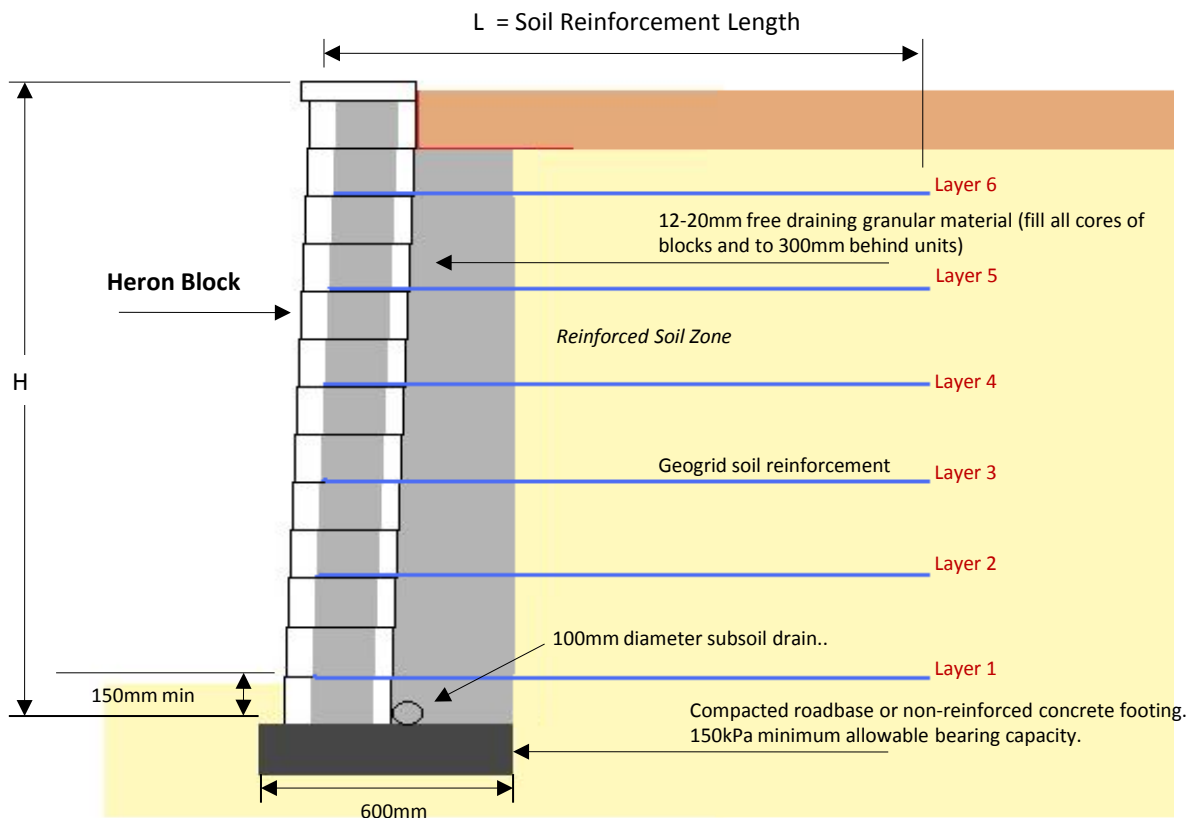 L = Soil Reinforcement Length
Layer 6
12-20mm free draining granular material (fill all cores of
blocks and to 300mm behind units)
Layer 5
Heron Block
Reinforced Soil Zone
H
Layer 4
Geogrid soil reinforcement
Layer 3
Layer 2
100mm diameter subsoil drain..
Layer 1
150mm min
Compacted roadbase or non-reinforced concrete footing.
150kPa minimum allowable bearing capacity.
600mm